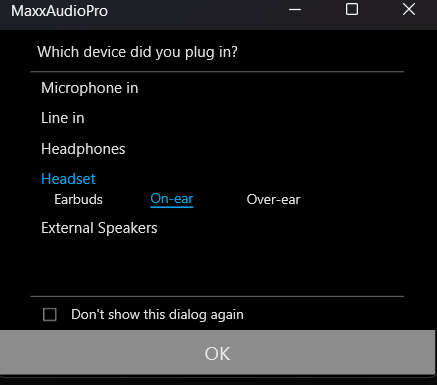 MaxxAudioPro
Which device did you plug in?
Microphone in
Line in
Headphones
Headset
Earbuds On-ear Over-ear
External Speakers
Don't show this dialog again
OK